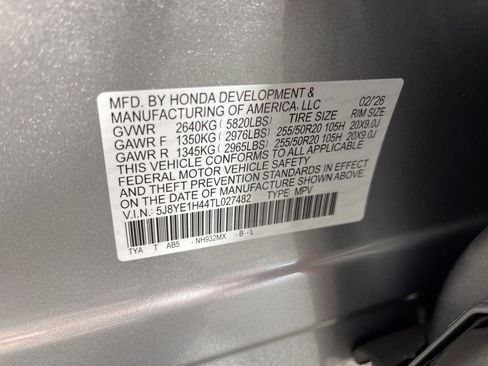 MFD. BY HONDA DEVELOPMENT &
MANUFACTURING OF AMERICA, LLC 02/26
GVWR 2640KG (5820LBS) TIRE SIZE RIM SIZE
GAWR F 1350KG (2976LBS) 255/50R20 105H 20X9.0J
GAWR R 1345KG (2965LBS) 255/50R20 105H 20X9.0J
THIS VEHICLE CONFORMS TO ALL APPLICABLE
FEDERAL MOTOR VEHICLE SAFETY
AND THEFT PREVENTION STANDARDS IN EFFECT
ON THE DATE OF MANUFACTURE SHOWN ABOVE.
V.I.N.: 5J8YE1H44TL027482 TYPE: MPV
TYA T AB5 -NH932MX -B-L